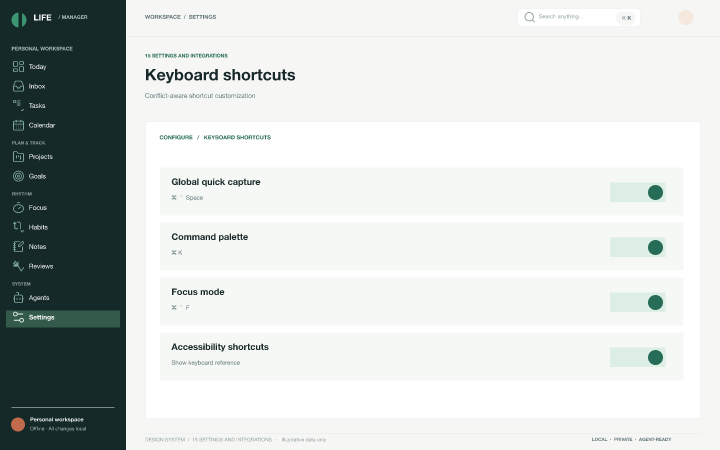 LIFE / MANAGER
PERSONAL WORKSPACE
Today
Inbox
Tasks
Calendar
PLAN & TRACK
Projects
Goals
RHYTHM
Focus
Habits
Notes
Reviews
SYSTEM
Agents
Settings
Personal workspace
Offline · All changes local
WORKSPACE / SETTINGS
Search anything...
⌘ K
15 SETTINGS AND INTEGRATIONS
Keyboard shortcuts
Conflict-aware shortcut customization
CONFIGURE / KEYBOARD SHORTCUTS
Global quick capture
⌘ Space
Command palette
⌘ K
Focus mode
⌘ F
Accessibility shortcuts
Show keyboard reference
DESIGN SYSTEM / 15 SETTINGS AND INTEGRATIONS · Illustrative data only
LOCAL · PRIVATE · AGENT-READY